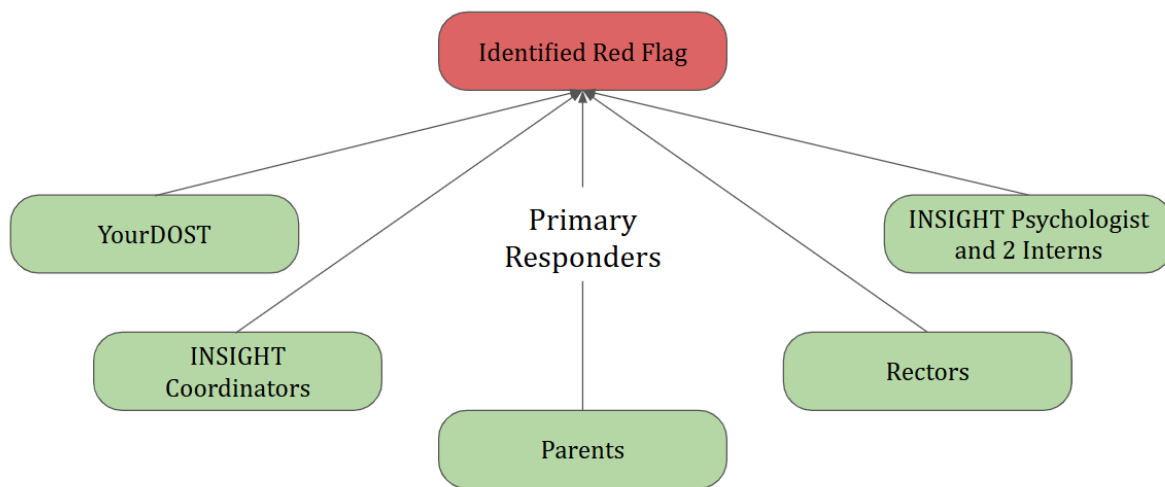 Identified Red Flag
YourDOST
Primary
Responders
INSIGHT Psychologist
and 2 Interns
INSIGHT
Coordinators
Rectors
Parents